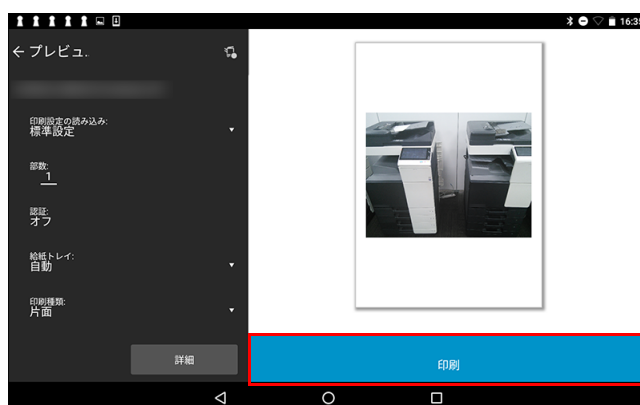 16:35
プレビュ..
印刷設定の読み込み:
標準設定
部数:
1
認証:
オフ
給紙トレイ:
自動
印刷種類:
片面
詳細
印刷